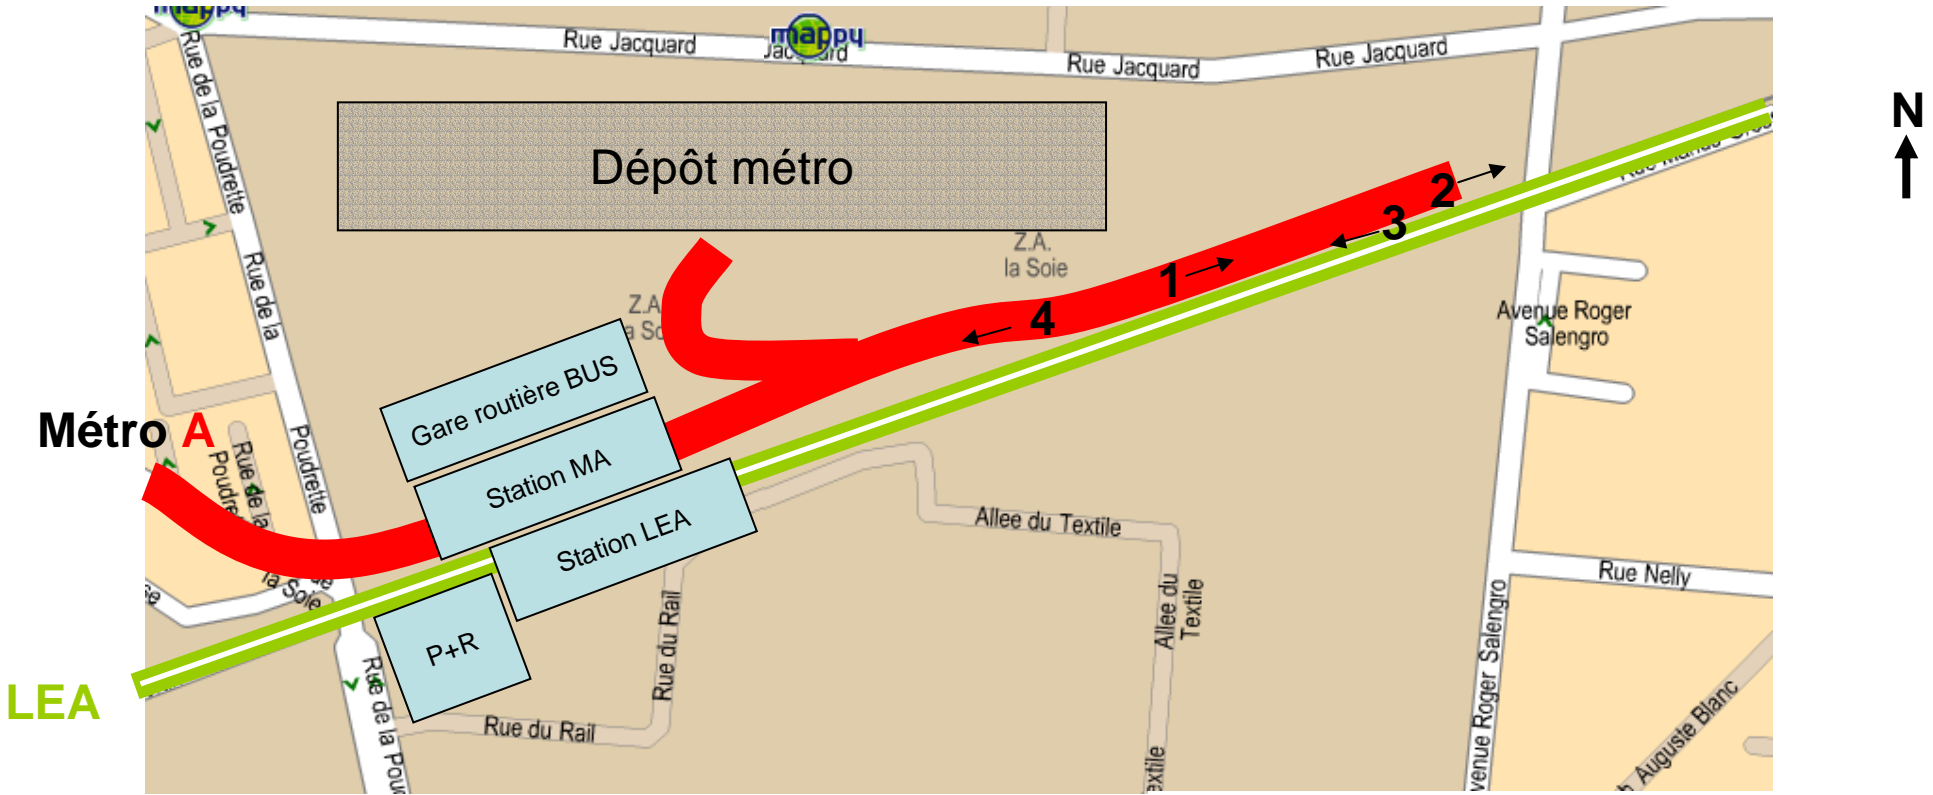 mappy
mappy
Rue Jacquard
Jacquard
Rue Jacquard
Rue Jacquard
N
Rue de la Poudrette
Dépôt métro
2
3
1
4
Z.A.
la Soie
Z.A.
Rue de la
Poudrette
Avenue Roger
Salengro
Gare routière BUS
Station MA
Station LEA
P+R
Métro A
Rue de la
la Soie
Allee du Textile
Allee du
Textile
Rue Nelly
Rue du Rail
Rue du Rail
LEA
Avenue Roger Salengro
Auguste Blanc